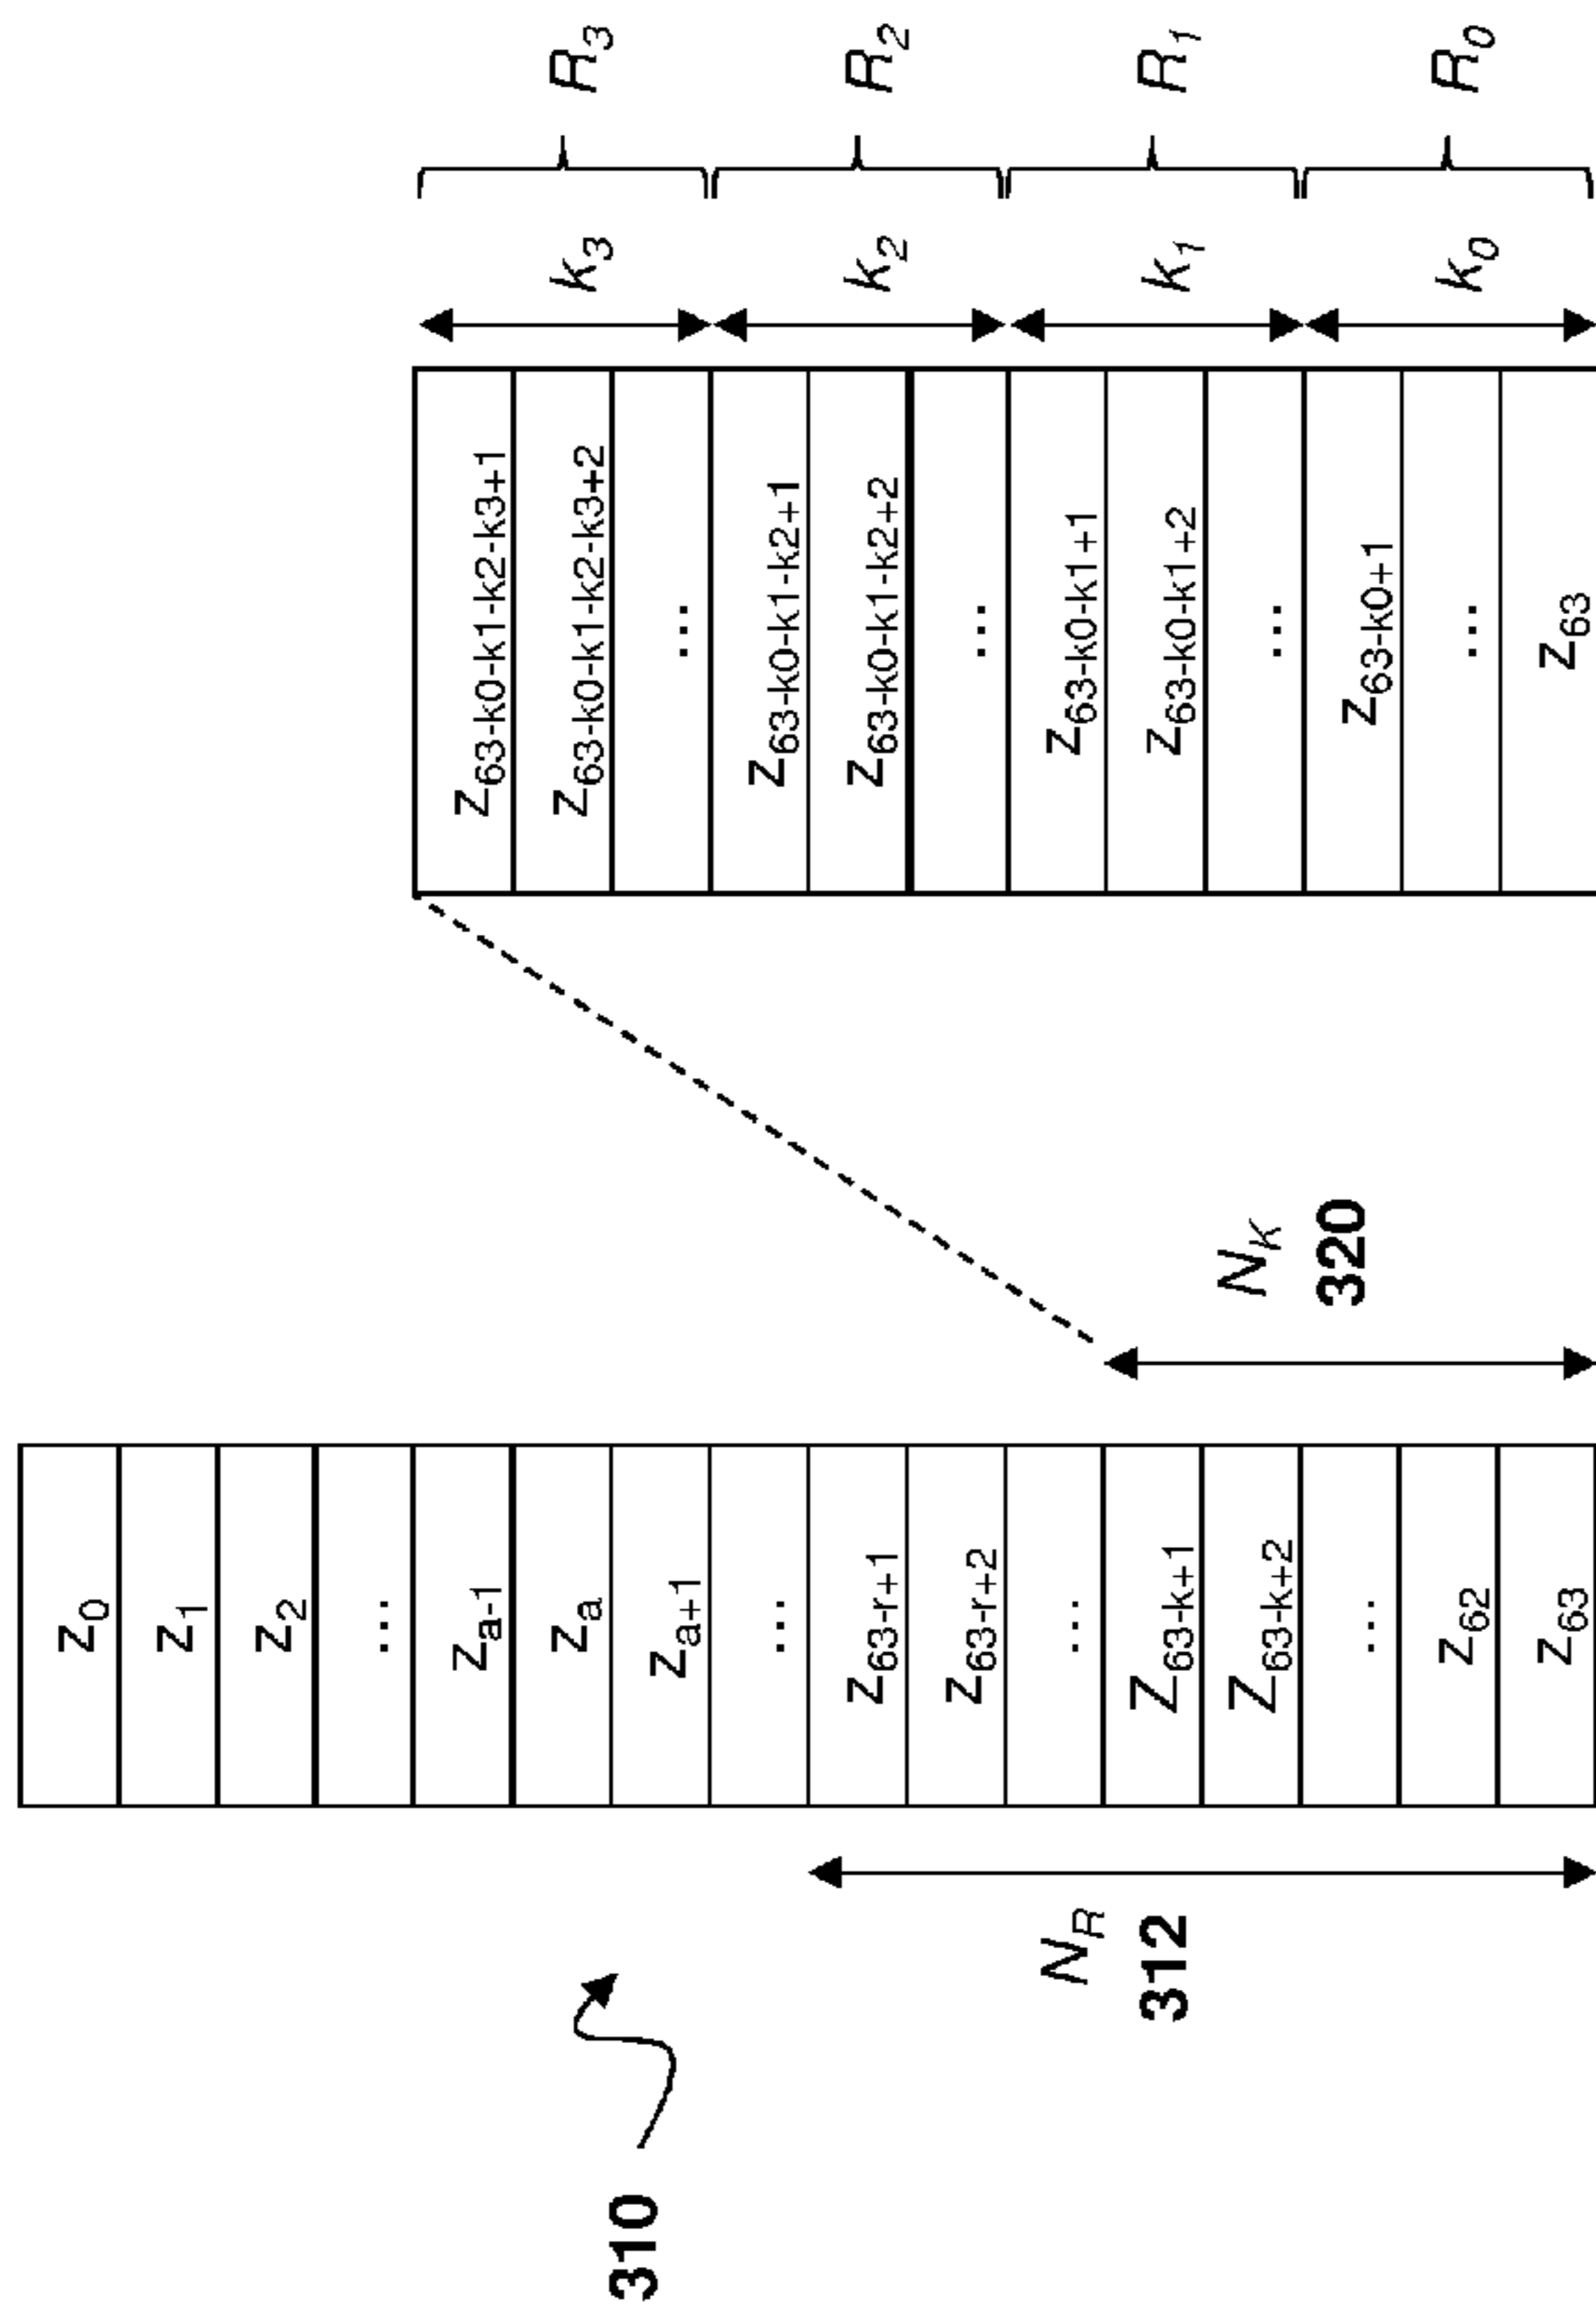 310
z0
z1
z2
...
za-1
za
za+1
...
z63-r+1
z63-r+2
...
Z63-k+1
Z63-k+2
...
z62
z63
NR
312
NK
320
Z63-k0-k1-k2-k3+1
Z63-k0-k1-k2-k3+2
...
z63-k0-k1-k2+1
z63-k0-k1-k2+2
...
z63-k0-k1+1
z63-k0-k1+2
...
z63-k0+1
...
z63
k3
k2
k1
k0
R3
R2
R1
R0